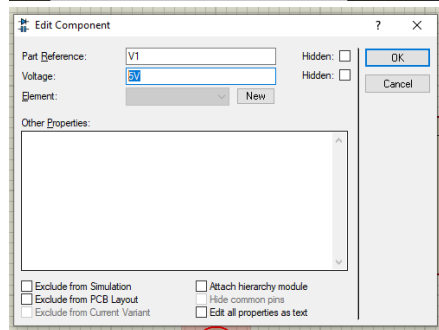 Edit Component ? X
Part Reference: V1 Hidden:
Voltage: 5V Hidden:
Element: New
Other Properties:
OK
Cancel
Exclude from Simulation Attach hierarchy module
Exclude from PCB Layout Hide common pins
Exclude from Current Variant Edit all properties as text